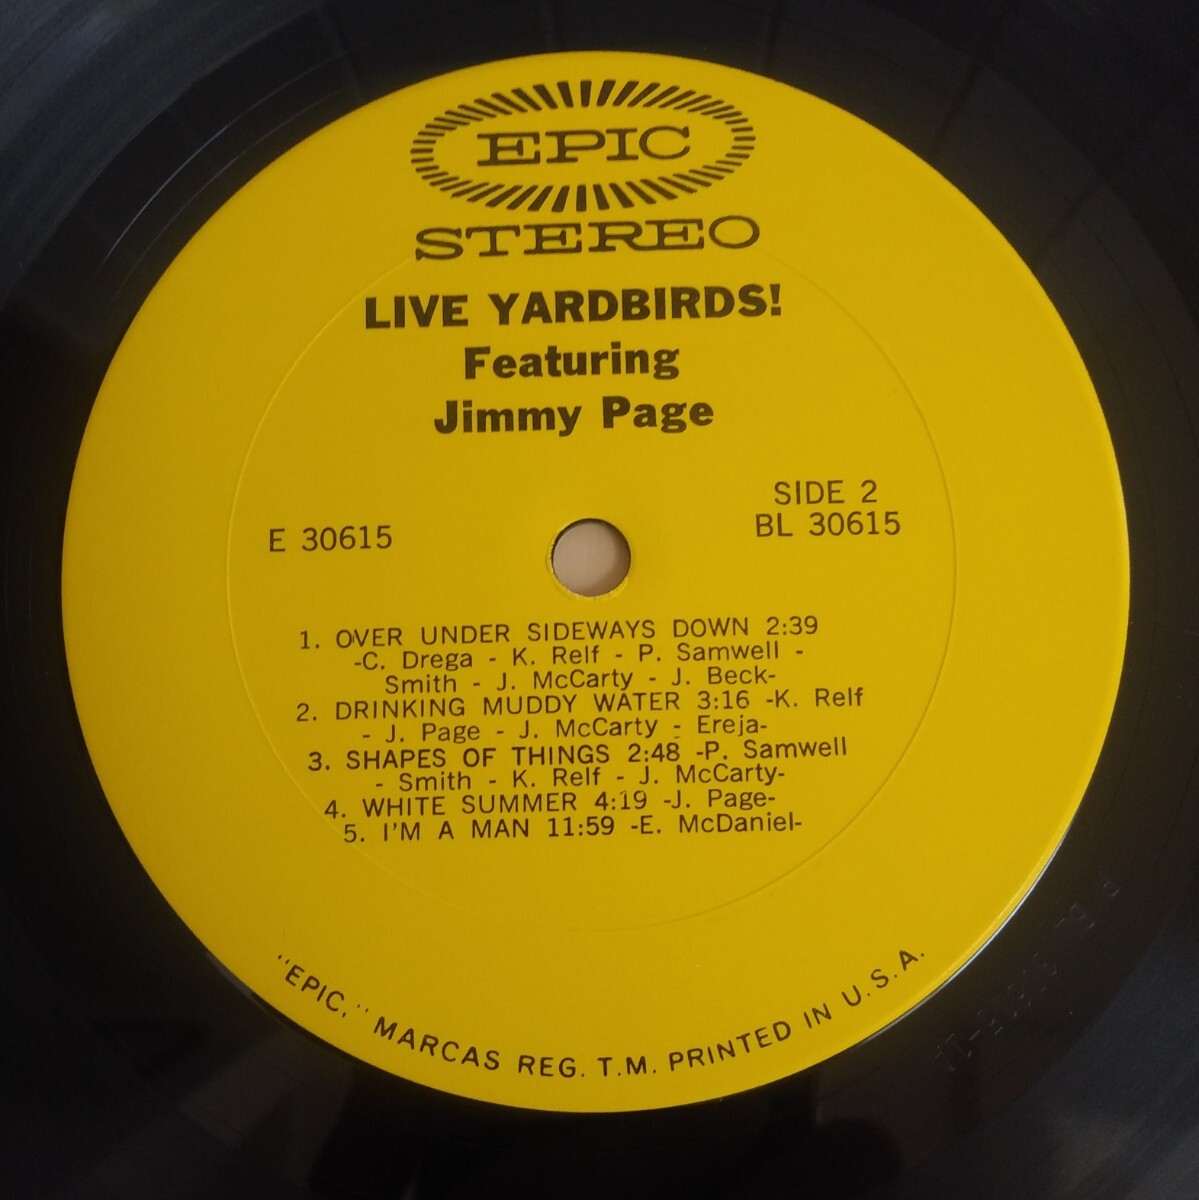 EPIC
STEREO
LIVE YARDBIRDS!
Featuring
Jimmy Page
SIDE 2
E 30615
BL 30615
1. OVER UNDER SIDEWAYS DOWN 2:39
-C. Drega - K. Relf - P. Samwell -
Smith - J. McCarty - J. Beck-
2. DRINKING MUDDY WATER 3:16 -K. Relf
- J. Page - J. McCarty - Ereja-
3. SHAPES OF THINGS 2:48 -P. Samwell
- Smith - K. Relf - J. McCarty-
4. WHITE SUMMER 4:19 -J. Page-
5. I'M A MAN 11:59 -E. McDaniel-
"EPIC," MARCAS REG. T.M. PRINTED IN U.S.A.